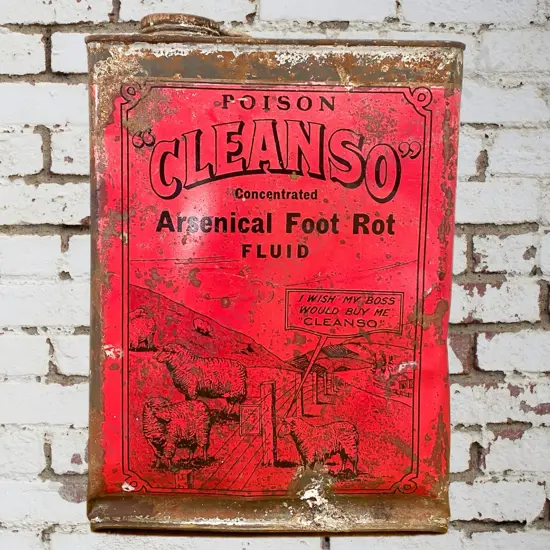 POISON
"CLEANSO"
Concentrated
Arsenical Foot Rot
FLUID
I WISH MY BOSS
WOULD BUY ME
"CLEANSO"